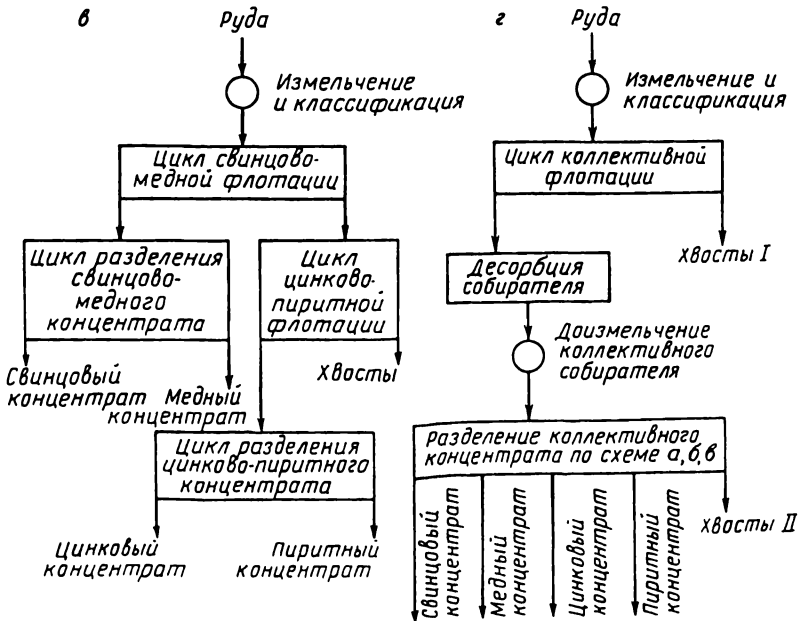 в
Руда
Измельчение
и классификация
Цикл свинцово-
медной флотации
Цикл разделения
свинцово-
медного
концентрата
Цикл
цинково-
пиритной
флотации
Свинцовый
концентрат
Медный
концентрат
Хвосты
Цикл разделения
цинково-пиритного
концентрата
Цинковый
концентрат
Пиритный
концентрат
г
Руда
Измельчение и
классификация
Цикл коллективной
флотации
Хвосты I
Десорбция
собирателя
Доизмельчение
коллективного
собирателя
Разделение коллективного
концентрата по схеме а,б,в
Свинцовый
концентрат
Медный
концентрат
Цинковый
концентрат
Пиритный
концентрат
Хвосты II